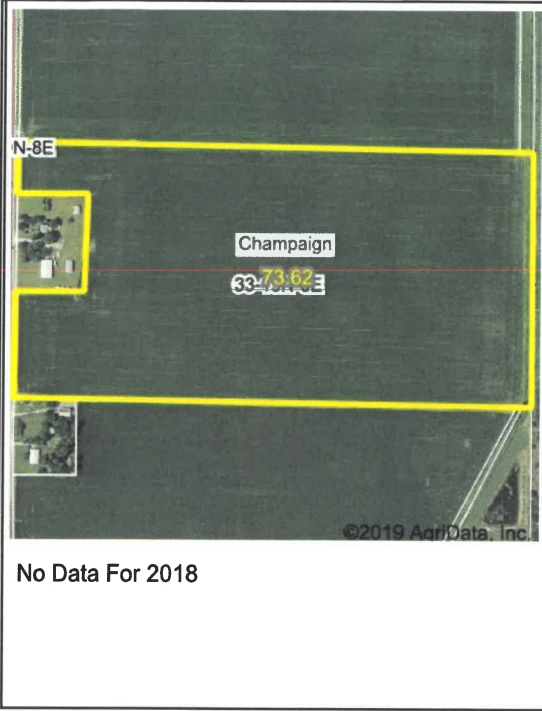 N-8E
Champaign
73.62
©2019 AgriData, Inc.
No Data For 2018